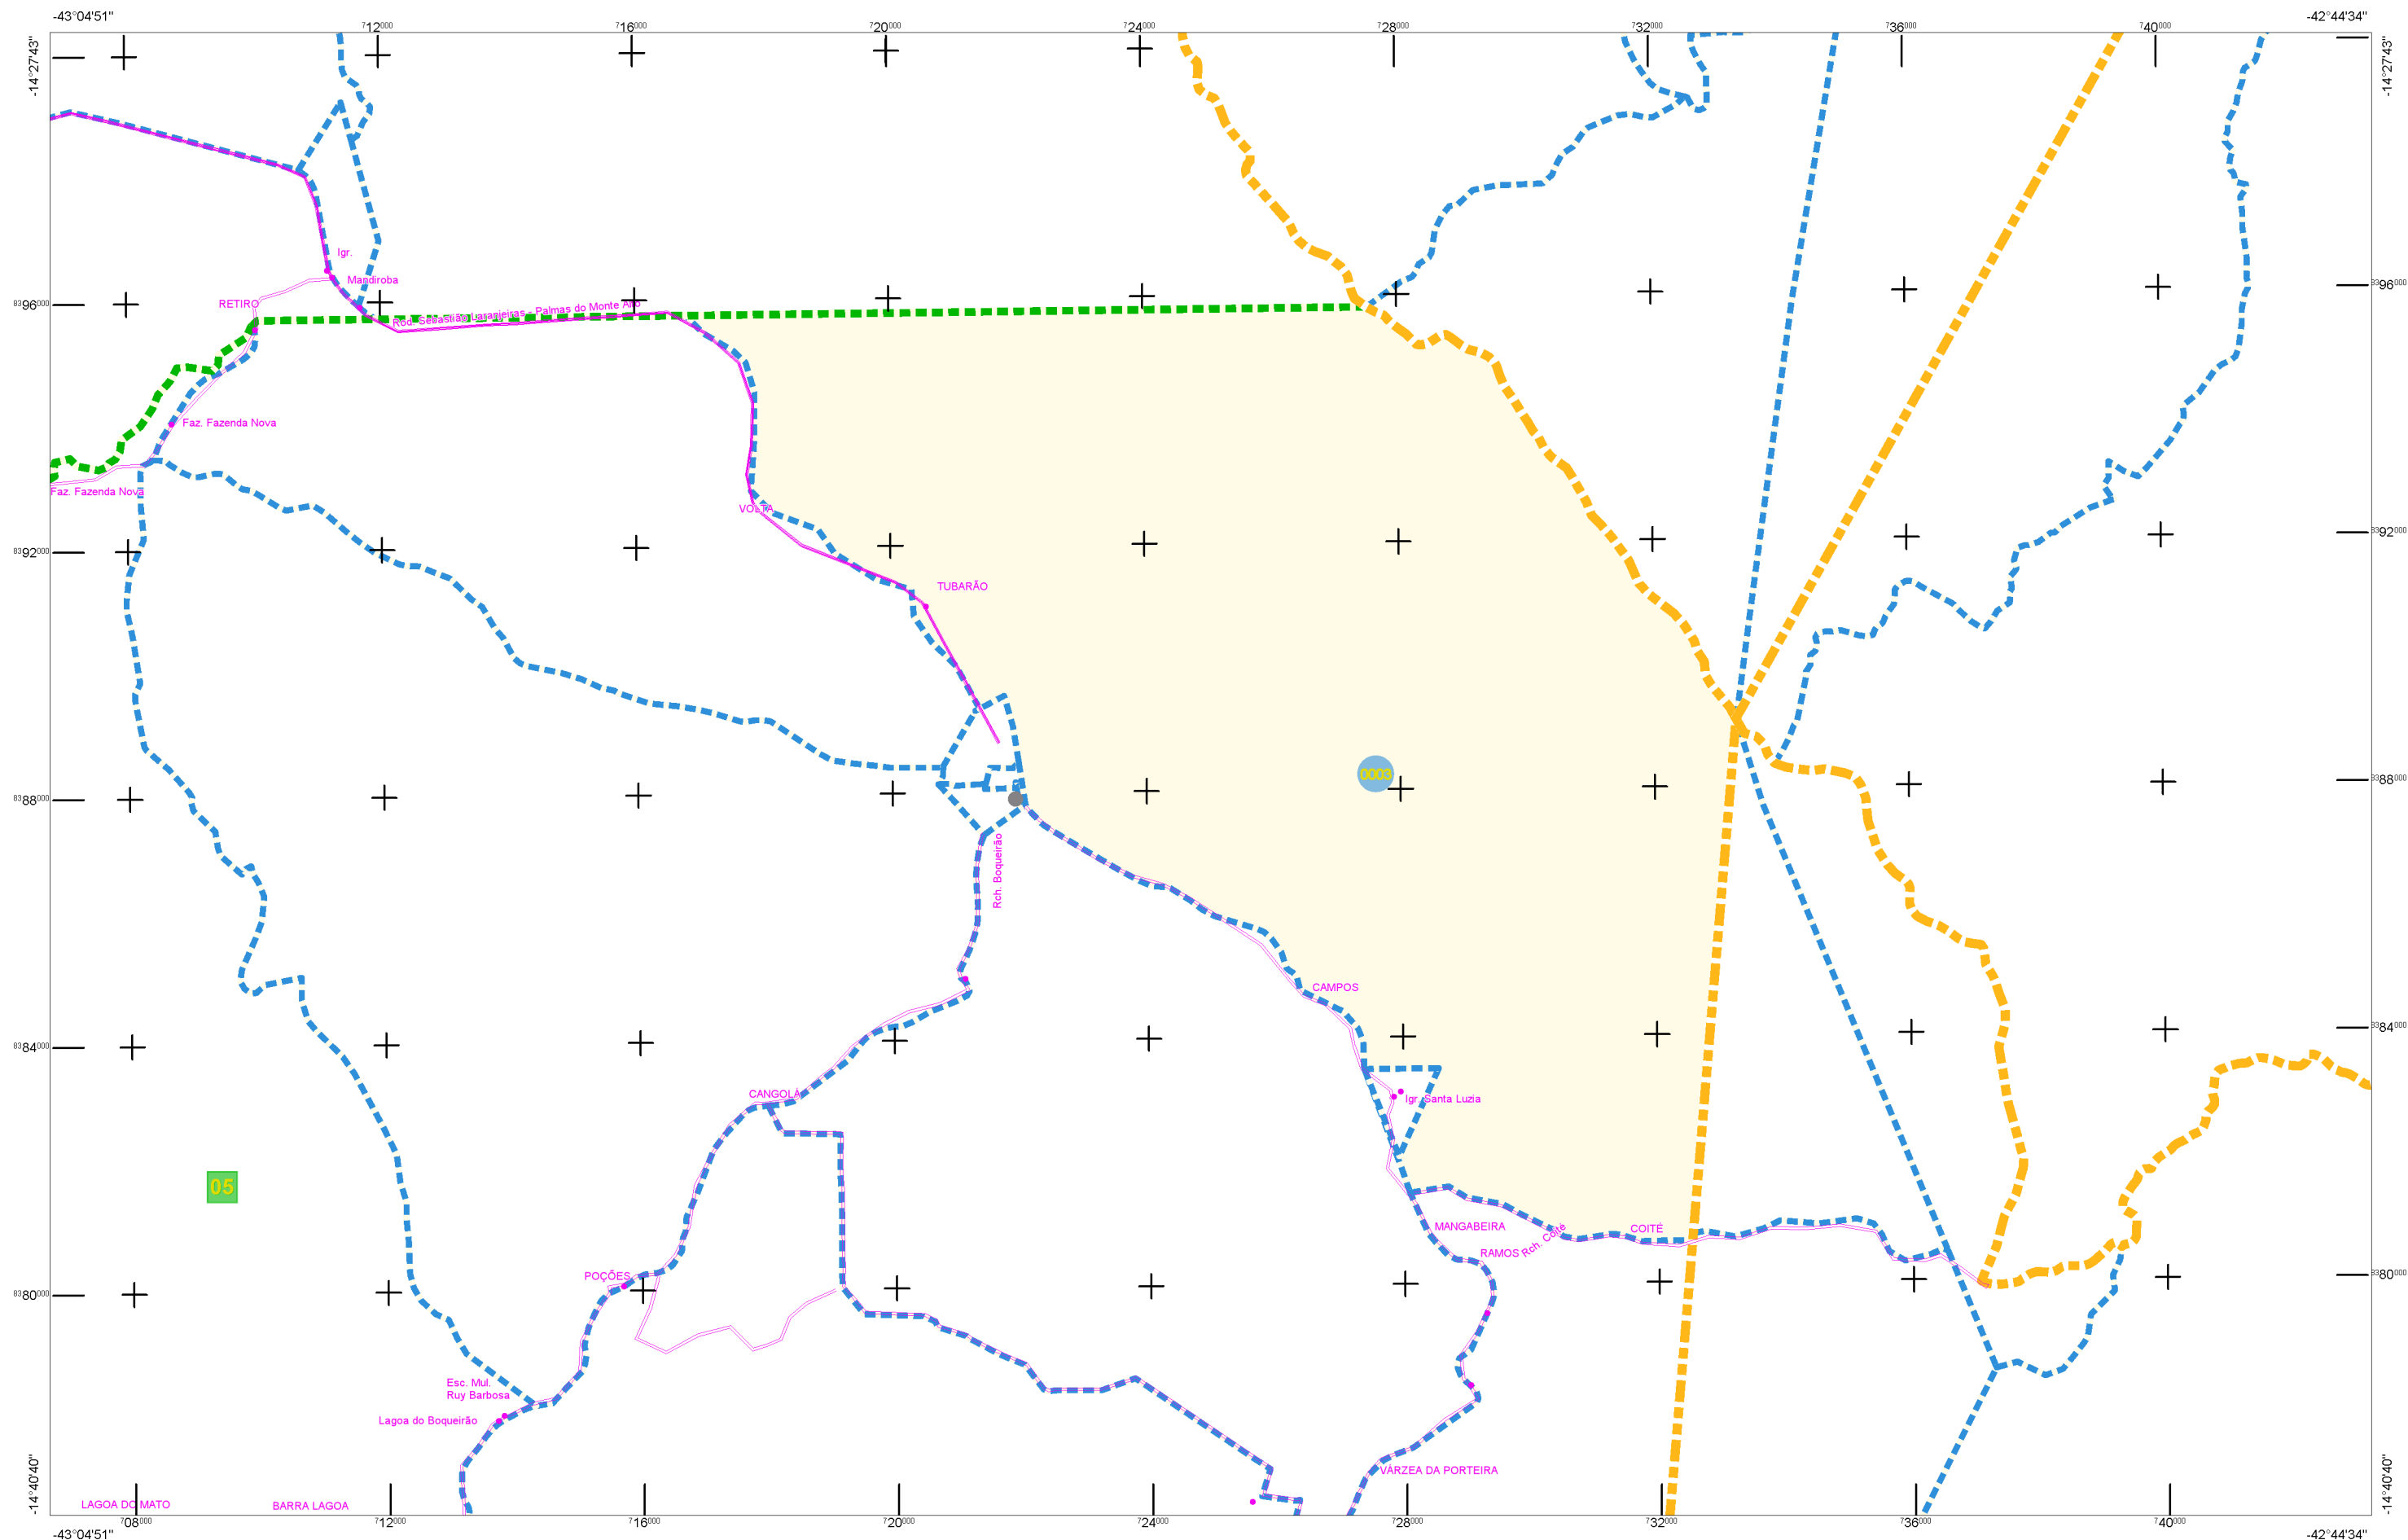 -43°04'51"
712000
716000
720000
724000
728000
732000
736000
740000
-42°44'34"
-14°27'43"
-14°27'43"
Igr.
Mandiroba
RETIRO
8396000
8396000
Rod. Sebastião Laranjeiras - Palmas do Monte Alto
Faz. Fazenda Nova
Faz. Fazenda Nova
VOLTA
8392000
8392000
TUBARÃO
0003
8388000
8388000
Rch. Boqueirão
CAMPOS
8384000
8384000
CANGOLÁ
Igr. Santa Luzia
05
MANGABEIRA
COITÉ
RAMOS
Rch. Coité
POÇÕES
8380000
8380000
Esc. Mul.
Ruy Barbosa
Lagoa do Boqueirão
VÁRZEA DA PORTEIRA
-14°40'40"
-14°40'40"
LAGOA DO MATO
BARRA LAGOA
708000
712000
716000
720000
724000
728000
732000
736000
740000
-43°04'51"
-42°44'34"